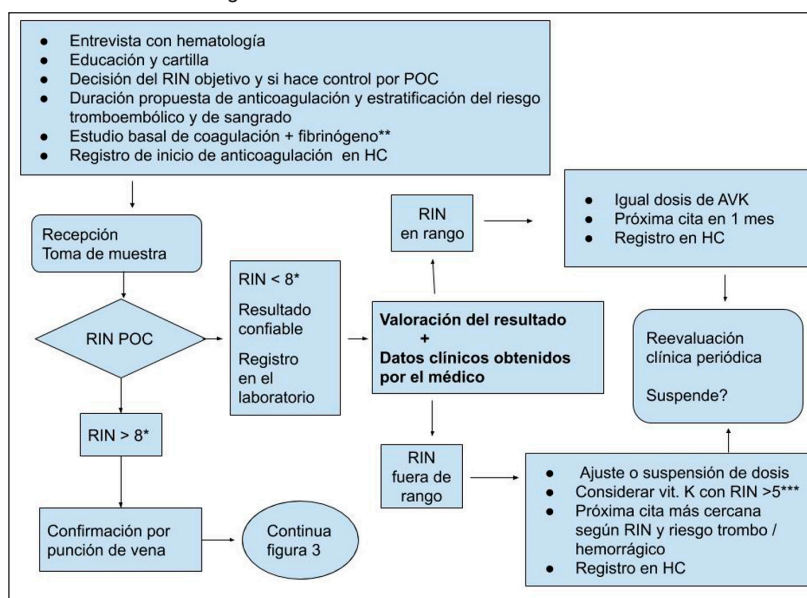 ● Entrevista con hematología
● Educación y cartilla
● Decisión del RIN objetivo y si hace control por POC
● Duración propuesta de anticoagulación y estratificación del riesgo
tromboembólico y de sangrado
● Estudio basal de coagulación + fibrinógeno**
● Registro de inicio de anticoagulación en HC
Recepción
Toma de muestra
RIN POC
RIN < 8*
Resultado
confiable
Registro
en el
laboratorio
RIN > 8*
Confirmación por
punción de vena
Continua
figura 3
Valoración del resultado
+
Datos clínicos obtenidos
por el médico
RIN
en rango
● Igual dosis de AVK
● Próxima cita en 1 mes
● Registro en HC
RIN
fuera de
rango
● Ajuste o suspensión de dosis
● Considerar vit. K con RIN >5***
● Próxima cita más cercana
según RIN y riesgo trombo /
hemorrágico
● Registro en HC
Reevaluación
clínica periódica
Suspende?